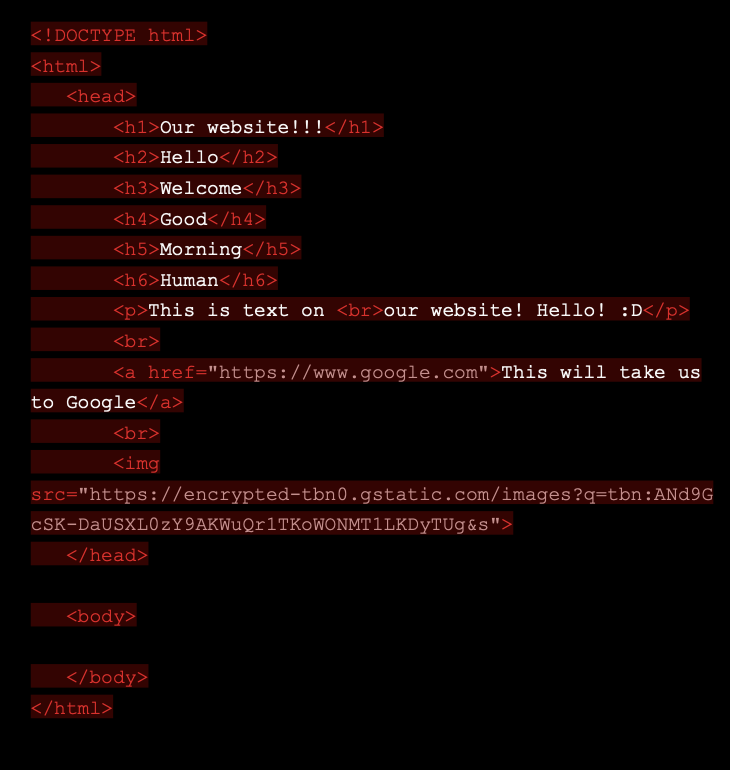 <!DOCTYPE html>
<html>
<head>
<h1>Our website!!!</h1>
<h2>Hello</h2>
<h3>Welcome</h3>
<h4>Good</h4>
<h5>Morning</h5>
<h6>Human</h6>
<p>This is text on <br>our website! Hello! :D</p>
<br>
<a href="https://www.google.com">This will take us
to Google</a>
<br>
<img
src="https://encrypted-tbn0.gstatic.com/images?q=tbn:ANd9G
cSK-DaUSXL0zY9AKWuQr1TKoWONMT1LKDyTUg&s">
</head>
<body>
</body>
</html>